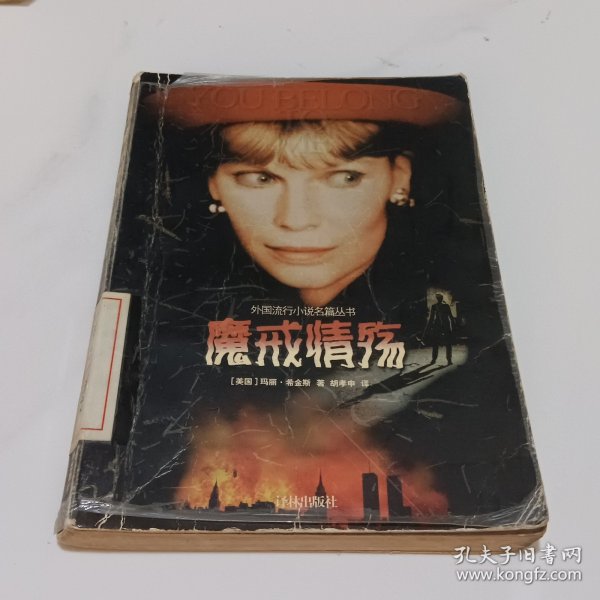 YOU BELONG
外国流行小说名篇丛书
魔戒情殇
[美国]玛丽·希金斯 著 胡孝申 译
译林出版社
孔夫子旧书网
www.kongfz.com